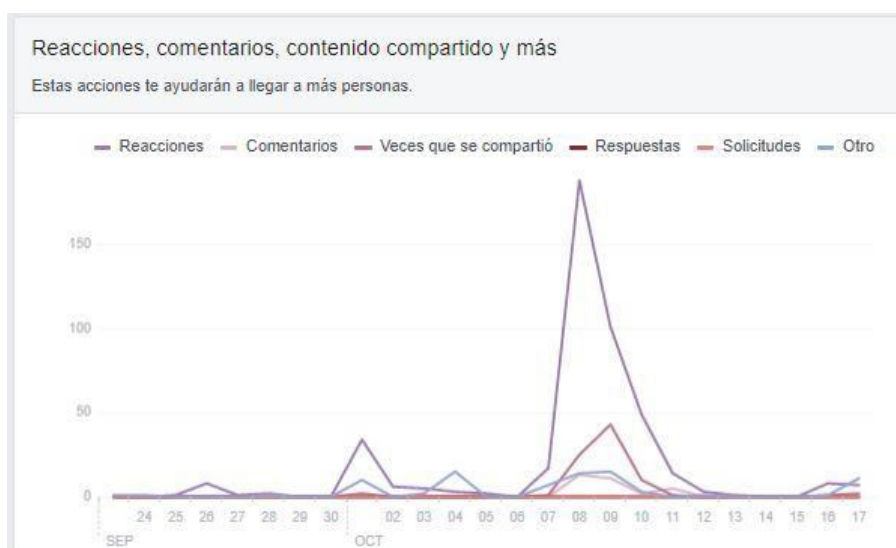 Reacciones, comentarios, contenido compartido y más
Estas acciones te ayudarán a llegar a más personas.
Reacciones Comentarios Veces que se compartió Respuestas Solicitudes Otro
150
100
50
0
24 25 26 27 28 29 30 02 03 04 05 06 07 08 09 10 11 12 13 14 15 16 17
SEP OCT